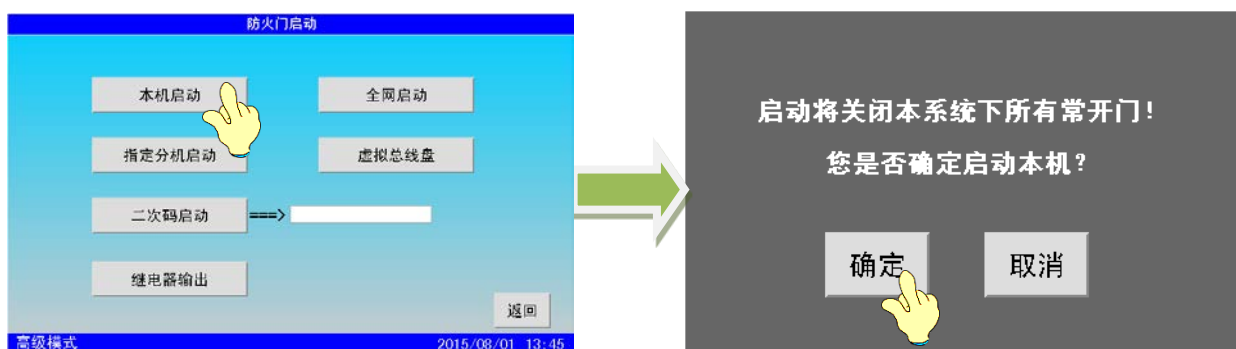 防火门启动
本机启动
全网启动
指定分机启动
虚拟总线盘
二次码启动 ===>
继电器输出
返回
高级模式
2015/08/01 13:45
启动将关闭本系统下所有常开门!
您是否确定启动本机?
确定
取消